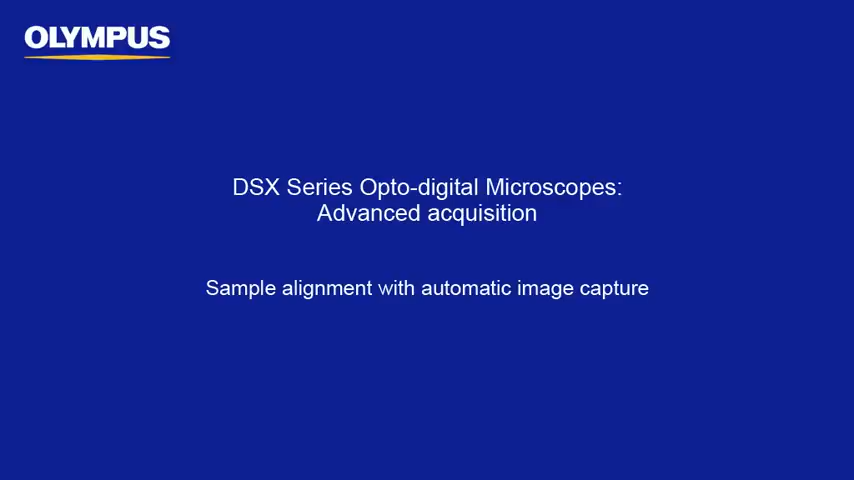 OLYMPUS
DSX Series Opto-digital Microscopes:
Advanced acquisition
Sample alignment with automatic image capture